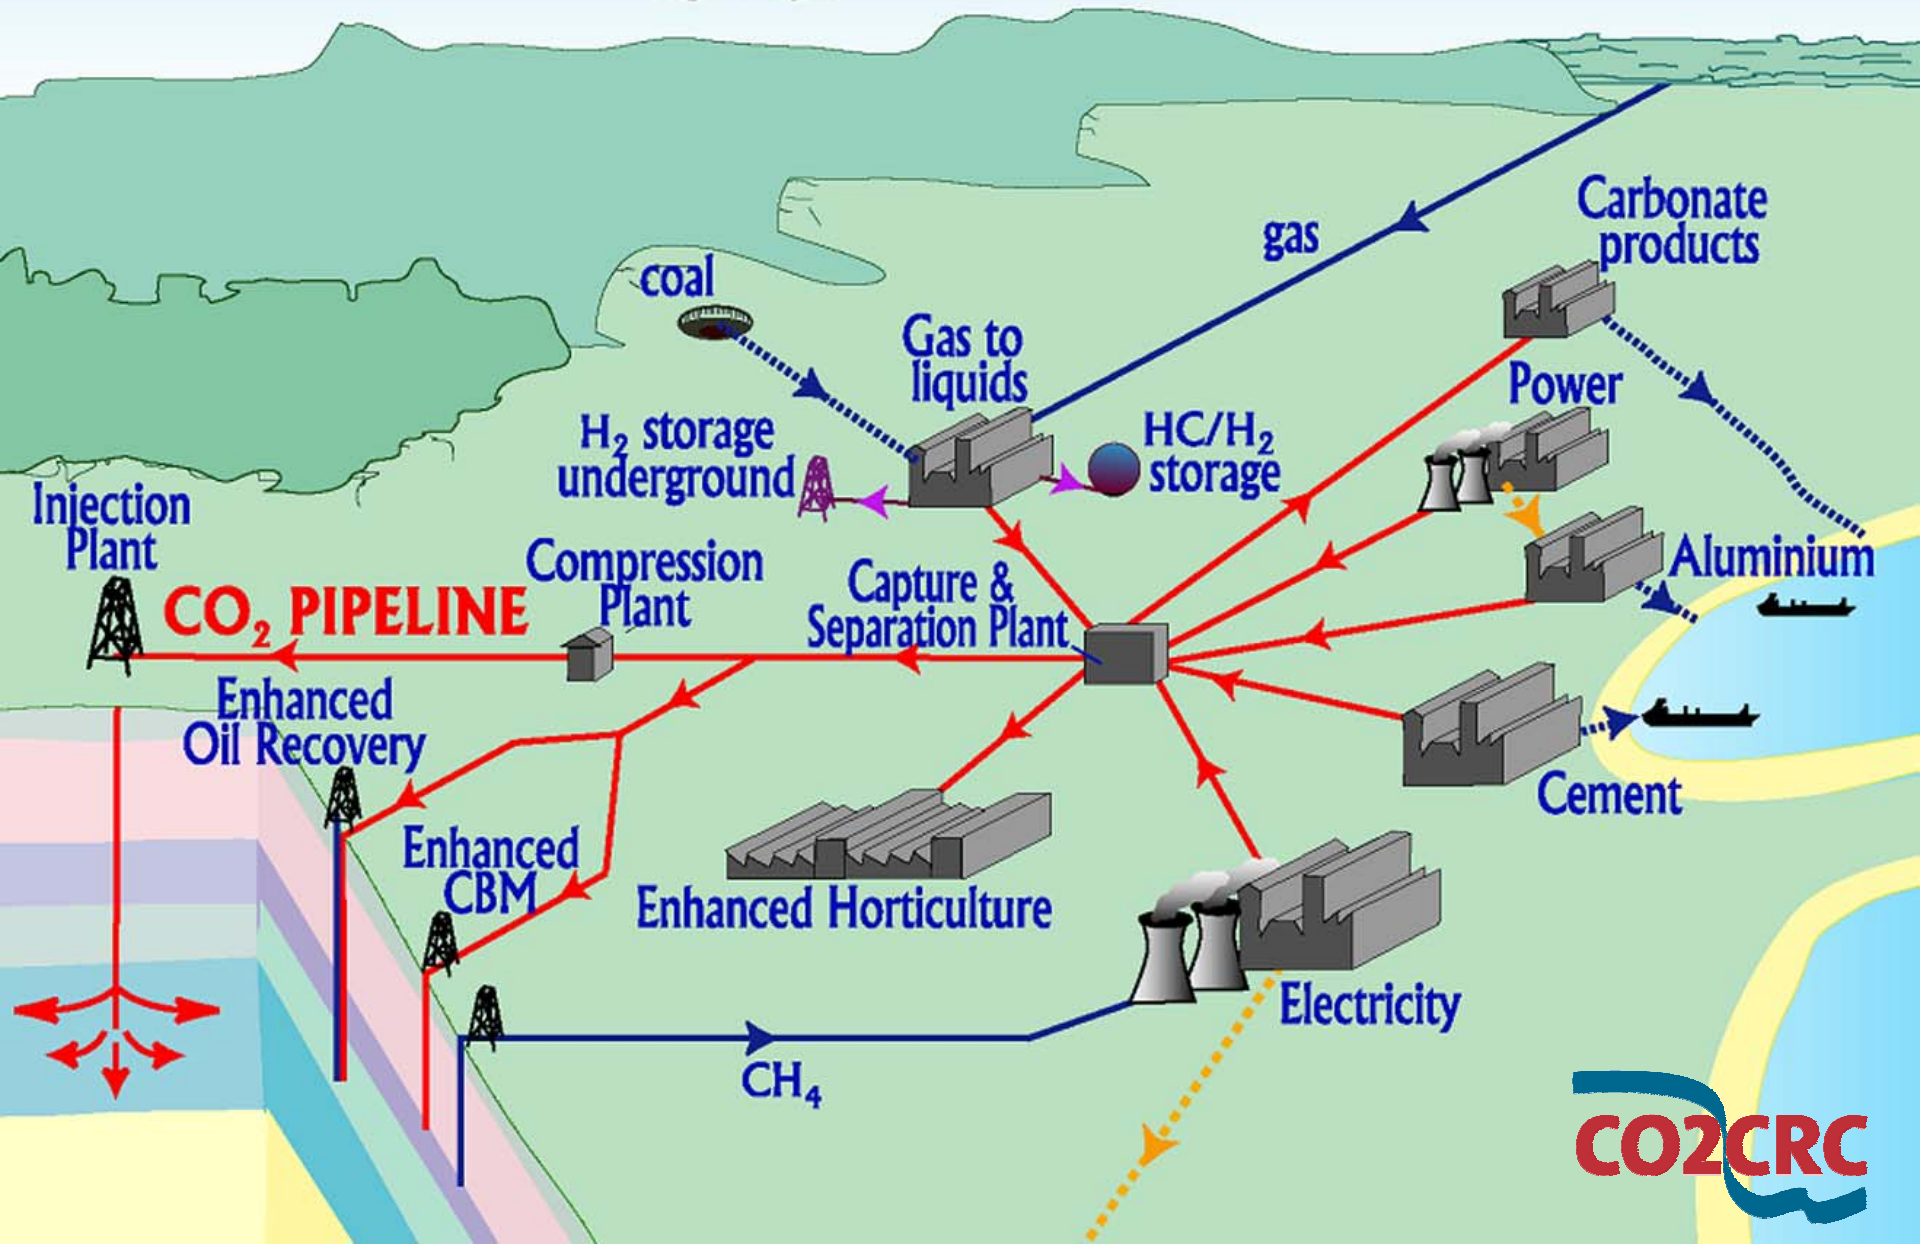 Carbonate
products
gas
coal
Gas to
liquids
Power
H₂ storage
underground
HC/H₂
storage
Injection
Plant
CO₂ PIPELINE
Compression
Plant
Capture &
Separation Plant
Aluminium
Enhanced
Oil Recovery
Enhanced
CBM
Enhanced Horticulture
Cement
Electricity
CH₄
CO2CRC